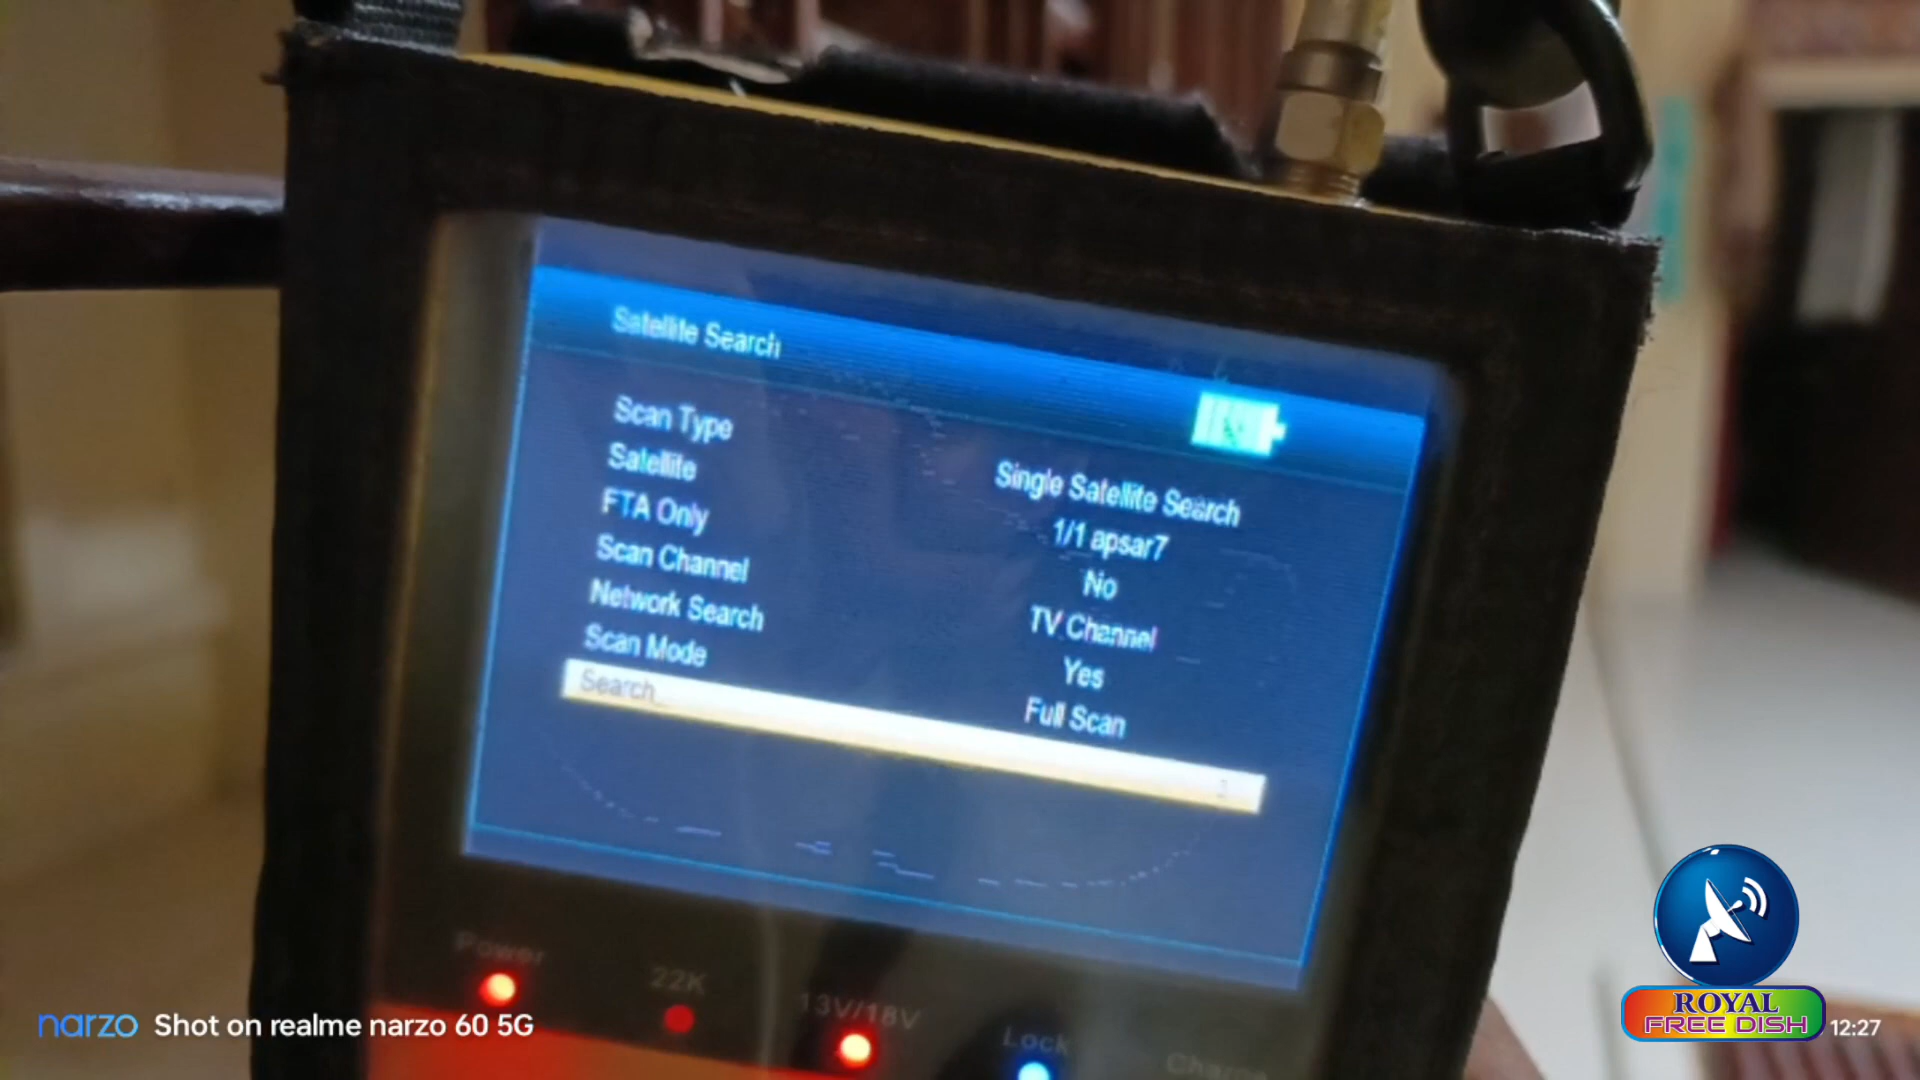 Satellite Search
Scan Type Single Satellite Search
Satellite 1/1 apsar7
FTA Only No
Scan Channel TV Channel
Network Search Yes
Scan Mode Full Scan
Search
Power
22K
13V/18V
Lock
Charge
narzo Shot on realme narzo 60 5G
ROYAL
FREE DISH
12:27